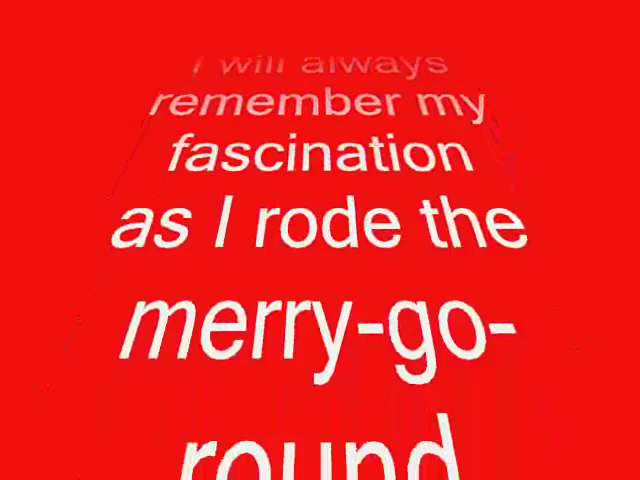 I will always
remember my
fascination
as I rode the
merry-go-
round